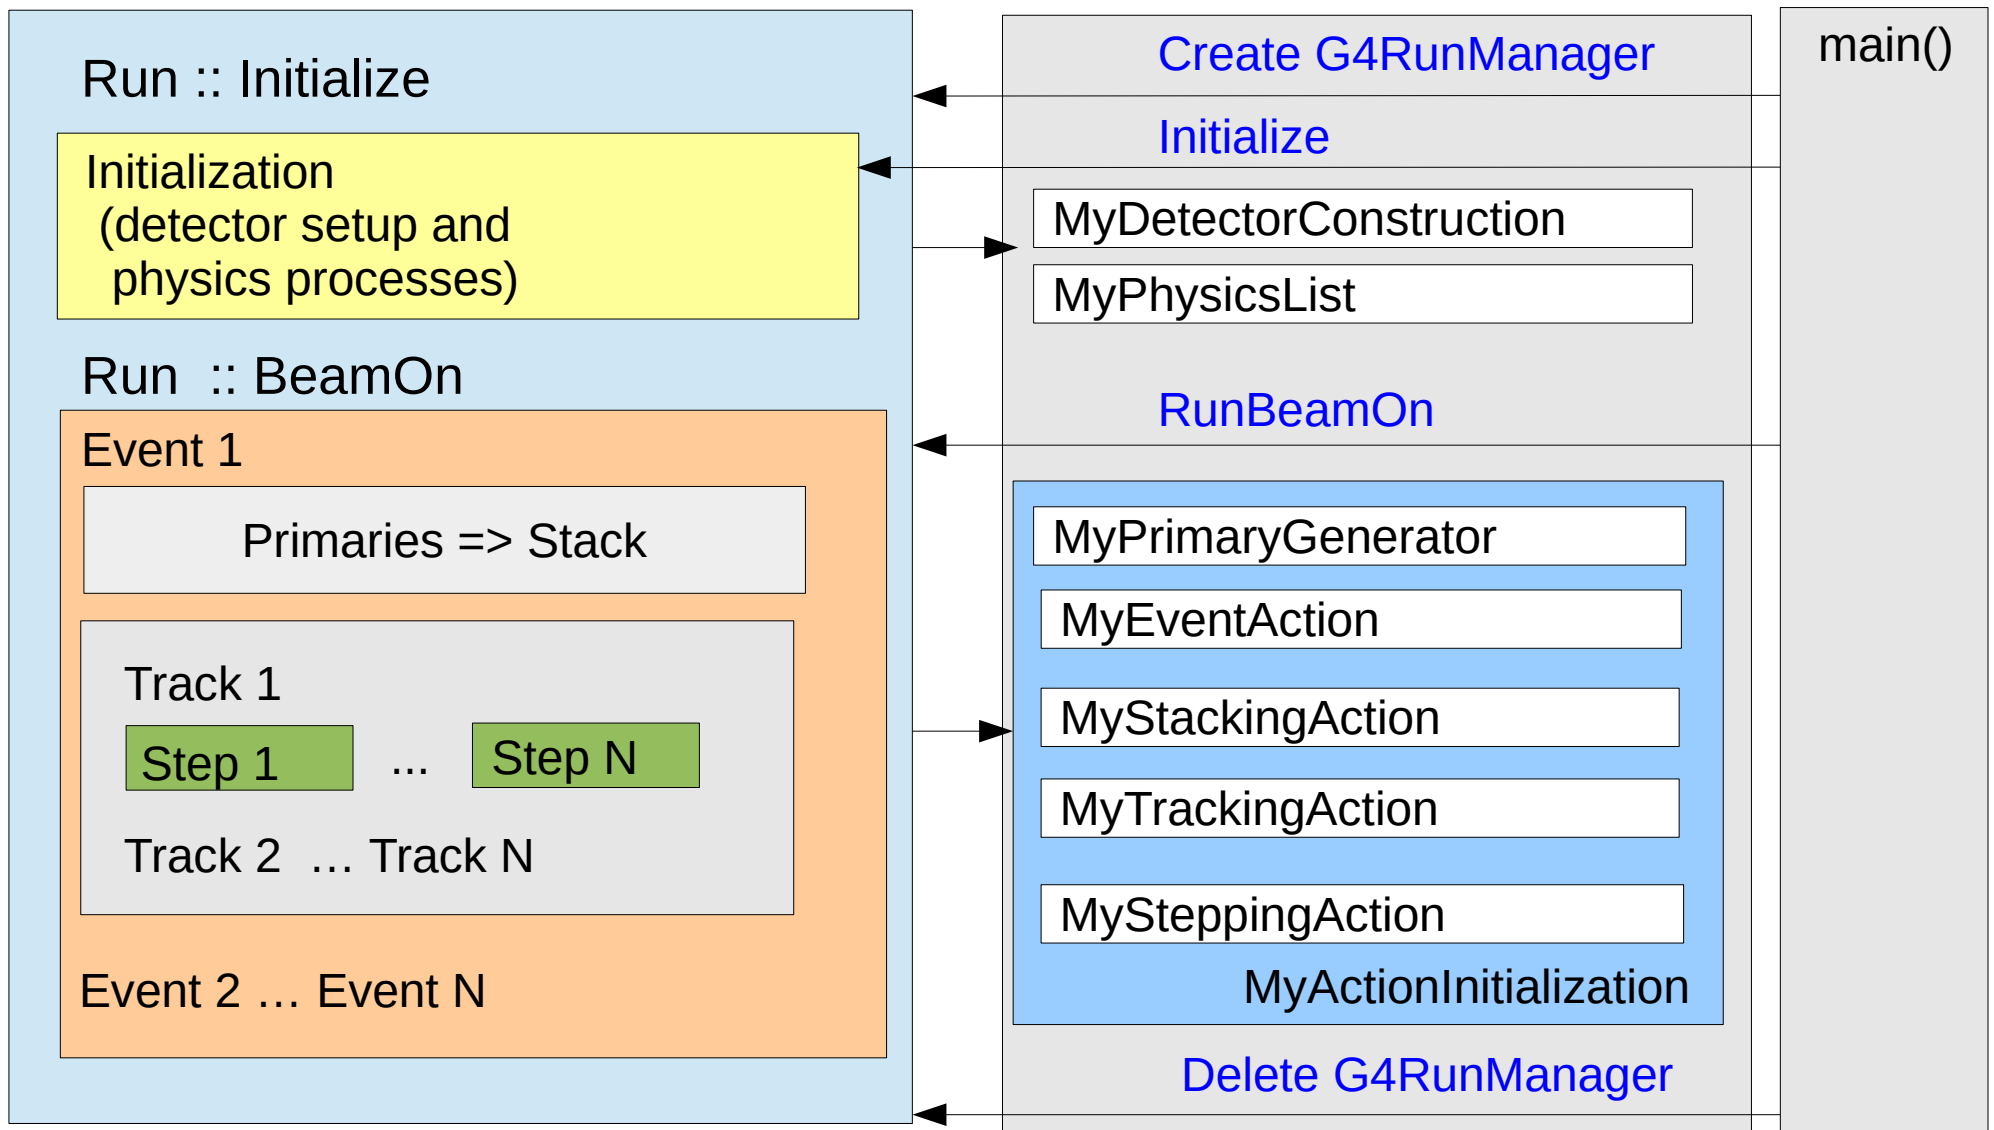 Run :: Initialize
Initialization
(detector setup and
physics processes)
Run :: BeamOn
Event 1
Primaries => Stack
Track 1
Step 1 ... Step N
Track 2 … Track N
Event 2 … Event N
Create G4RunManager
Initialize
MyDetectorConstruction
MyPhysicsList
RunBeamOn
MyPrimaryGenerator
MyEventAction
MyStackingAction
MyTrackingAction
MySteppingAction
MyActionInitialization
Delete G4RunManager
main()